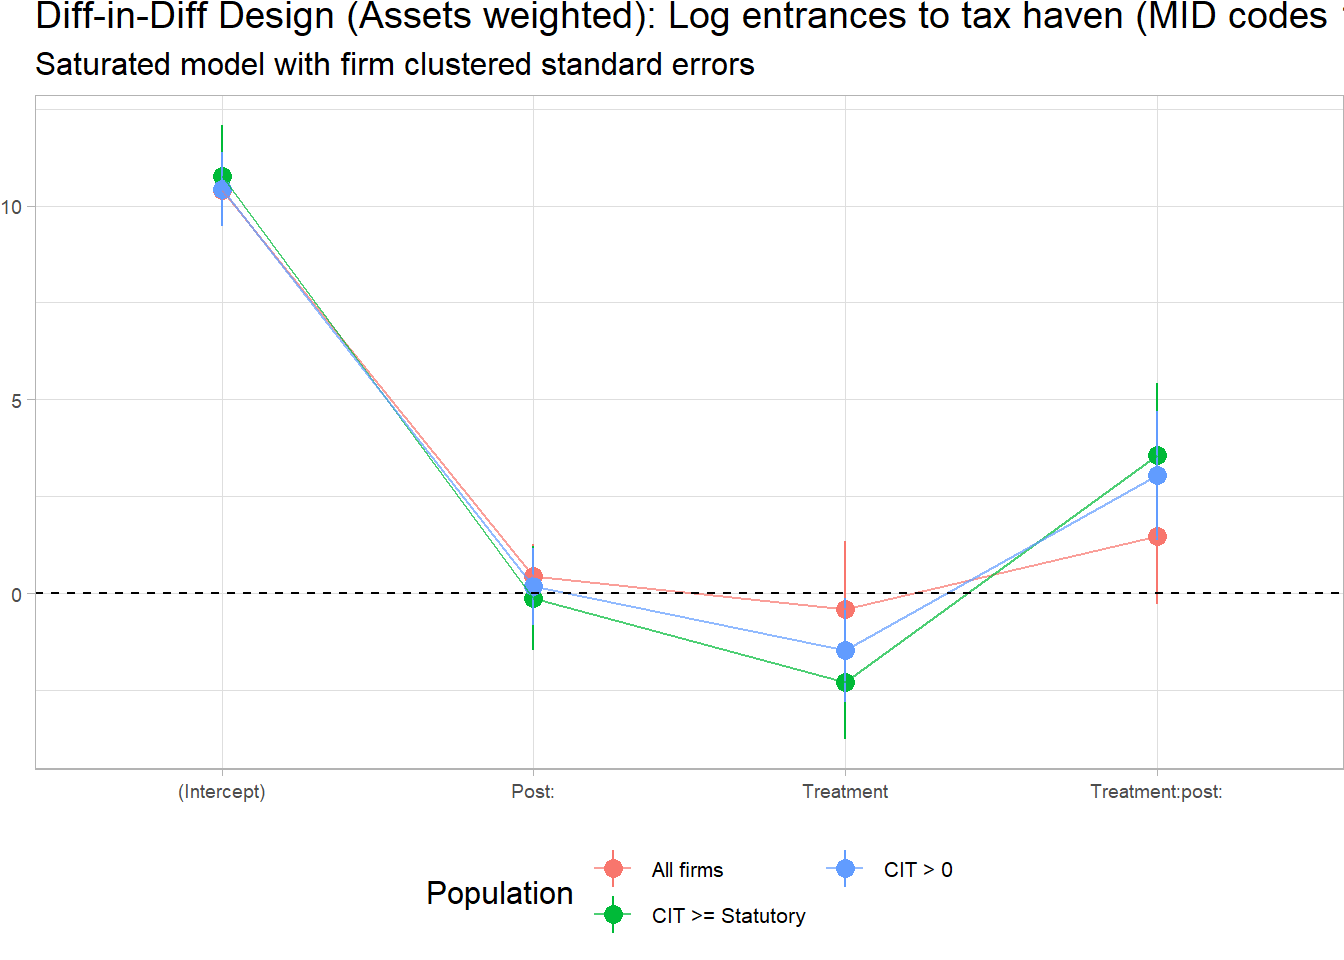 Diff-in-Diff Design (Assets weighted): Log entrances to tax haven (MID codes
Saturated model with firm clustered standard errors
10
5
0
(Intercept) Post: Treatment Treatment:post:
Population
All firms CIT > 0
CIT >= Statutory